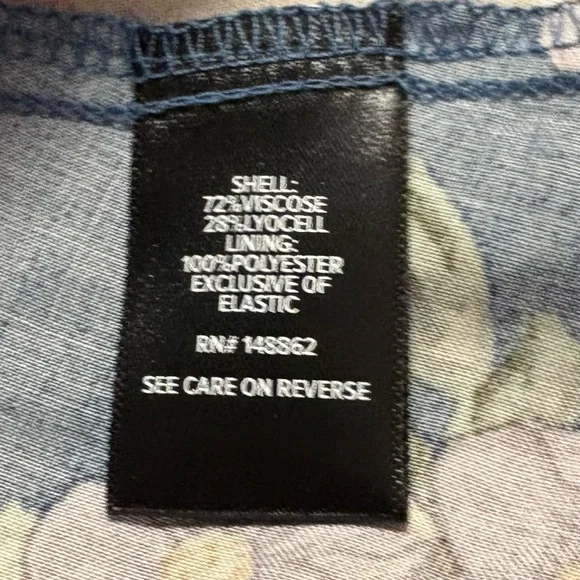 SHELL:
72%VISCOSE
28%LYOCELL
LINING:
100%POLYESTER
EXCLUSIVE OF
ELASTIC
RN# 148862
SEE CARE ON REVERSE